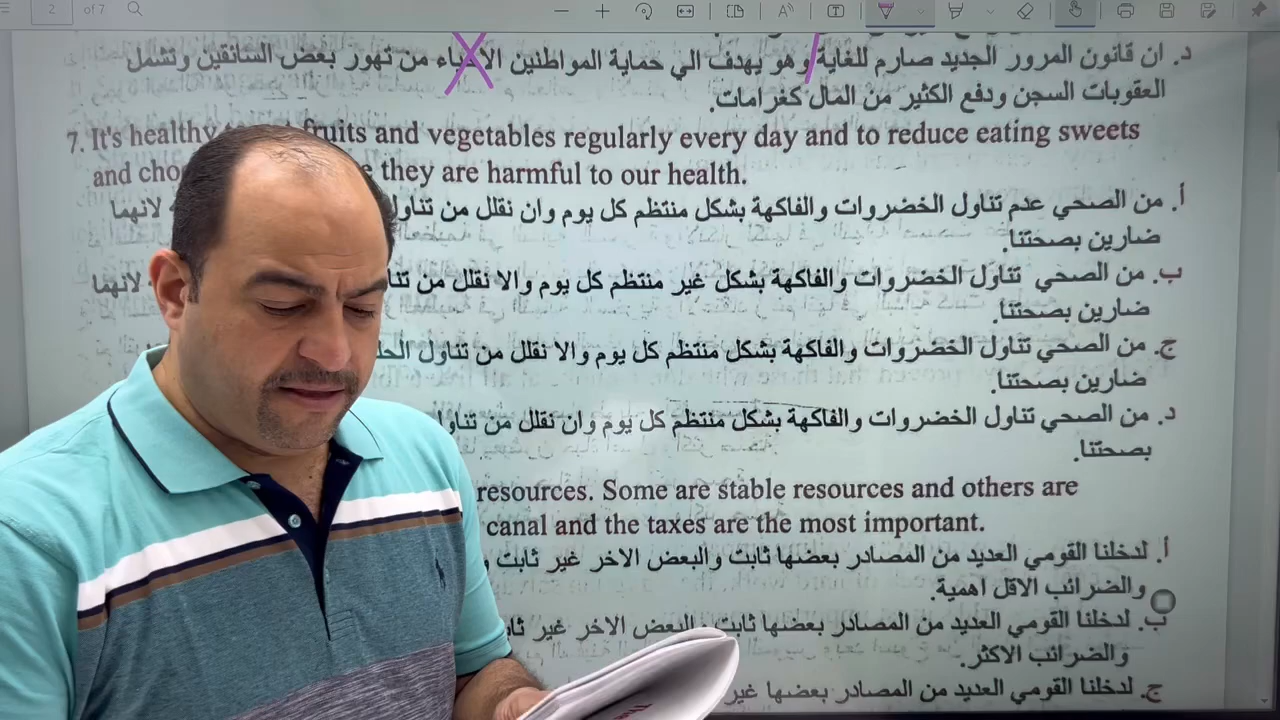 2 of 7
د. ان قانون المرور الجديد صارم للغاية وهو يهدف الي حماية المواطنين من تهور بعض السائقين وتشمل
العقوبات السجن ودفع الكثير من المال كغرامات.
7. It's healthy fruits and vegetables regularly every day and to reduce eating sweets
and they are harmful to our health.
أ. من الصحي عدم تناول الخضروات والفاكهة بشكل منتظم كل يوم وان نقلل من تناول لانهما
ضارين بصحتنا.
ب. من الصحي تناول الخضروات والفاكهة بشكل غير منتظم كل يوم والا نقلل من لانهما
ضارين بصحتنا.
ج. من الصحي تناول الخضروات والفاكهة بشكل منتظم كل يوم والا نقلل من تناول
ضارين بصحتنا.
د. من الصحي تناول الخضروات والفاكهة بشكل منتظم كل يوم وان نقلل من
بصحتنا.
resources. Some are stable resources and others are
canal and the taxes are the most important.
أ. لدخلنا القومي العديد من المصادر بعضها ثابت والبعض الاخر غير ثابت
والضرائب الاقل اهمية.
ب. لدخلنا القومي العديد من المصادر بعضها ثابت والبعض الاخر غير
والضرائب الاكثر.
ج. لدخلنا القومي العديد من المصادر بعضها غير